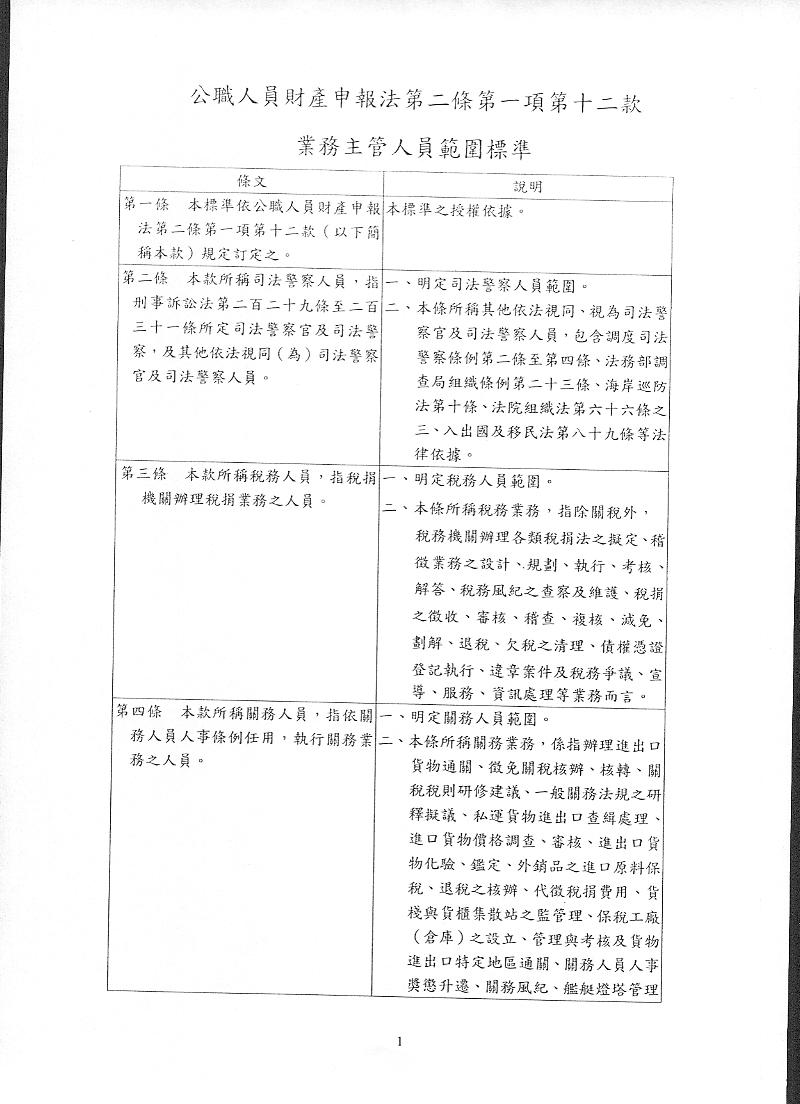 公職人員財產申報法第二條第一項第十二款
業務主管人員範圍標準
條文
說明
第一條　本標準依公職人員財產申報
法第二條第一項第十二款（以下簡
稱本款）規定訂定之。
本標準之授權依據。
第二條　本款所稱司法警察人員，指
刑事訴訟法第二百二十九條至二百
三十一條所定司法警察官及司法警
察，及其他依法視同（為）司法警察
官及司法警察人員。
一、明定司法警察人員範圍。
二、本條所稱其他依法視同、視為司法警
察官及司法警察人員，包含調度司法
警察條例第二條至第四條、法務部調
查局組織條例第二十三條、海岸巡防
法第十條、法院組織法第六十六條之
三、入出國及移民法第八十九條等法
律依據。
第三條　本款所稱稅務人員，指稅捐
機關辦理稅捐業務之人員。
一、明定稅務人員範圍。
二、本條所稱稅務業務，指除關稅外，
稅務機關辦理各類稅捐法之擬定、稽
徵業務之設計、規劃、執行、考核、
解答、稅務風紀之查察及維護、稅捐
之徵收、審核、稽查、複核、減免、
劃解、退稅、欠稅之清理、債權憑證
登記執行、違章案件及稅務爭議、宣
導、服務、資訊處理等業務而言。
第四條　本款所稱關務人員，指依關
務人員人事條例任用，執行關務業
務之人員。
一、明定關務人員範圍。
二、本條所稱關務業務，係指辦理進出口
貨物通關、徵免關稅核辦、核轉、關
稅稅則研修建議、一般關務法規之研
釋擬議、私運貨物進出口查緝處理、
進口貨物價格調查、審核、進出口貨
物化驗、鑑定、外銷品之進口原料保
稅、退稅之核辦、代徵稅捐費用、貨
棧與貨櫃集散站之監管理、保稅工廠
（倉庫）之設立、管理與考核及貨物
進出口特定地區通關、關務人員人事
獎懲升遷、關務風紀、艦艇燈塔管理
1